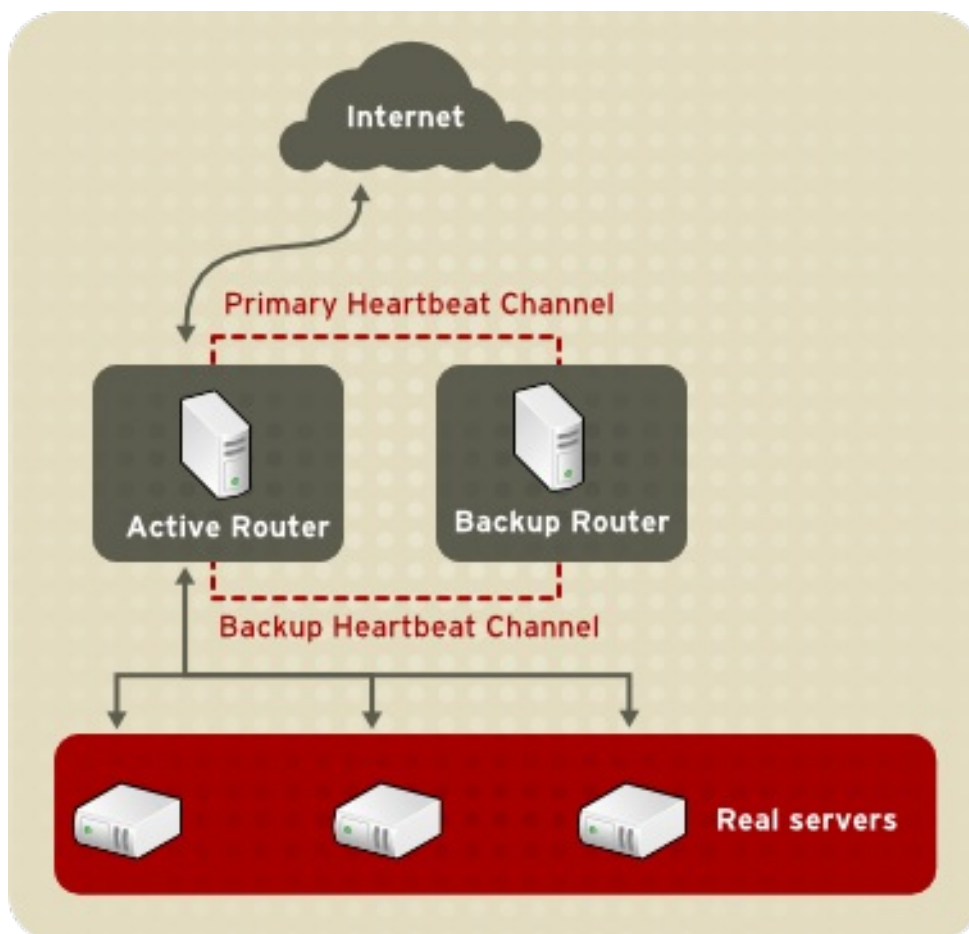 Internet
Primary Heartbeat Channel
Active Router
Backup Router
Backup Heartbeat Channel
Real servers